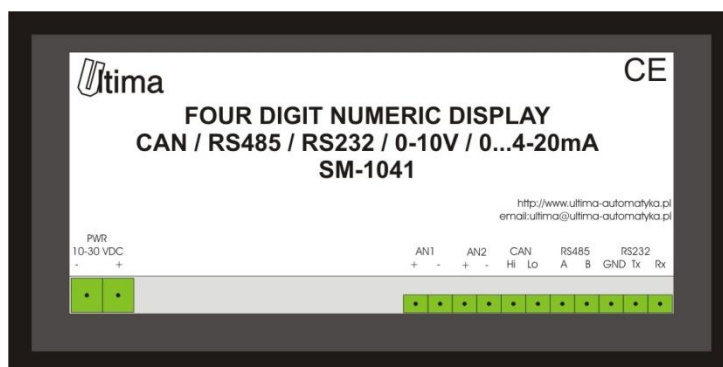 Ultima
CE
FOUR DIGIT NUMERIC DISPLAY
CAN / RS485 / RS232 / 0-10V / 0...4-20mA
SM-1041
http://www.ultima-automatyka.pl
email:ultima@ultima-automatyka.pl
PWR
10-30 VDC
- +
AN1 AN2 CAN RS485 RS232
+ - + - Hi Lo A B GND Tx Rx